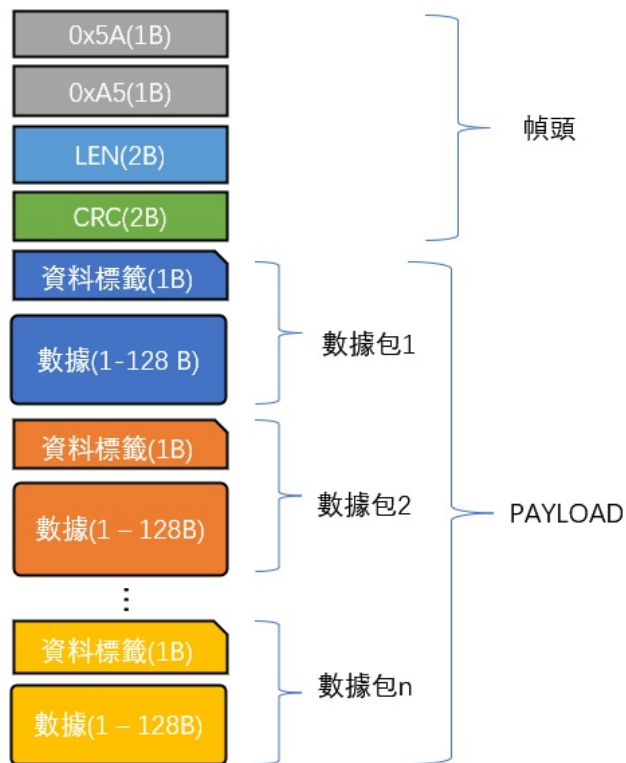 0x5A(1B)
0xA5(1B)
LEN(2B)
CRC(2B)
幀頭
資料標籤(1B)
數據(1-128 B)
數據包1
資料標籤(1B)
數據(1 – 128B)
數據包2
⋮
資料標籤(1B)
數據(1 – 128B)
數據包n
PAYLOAD